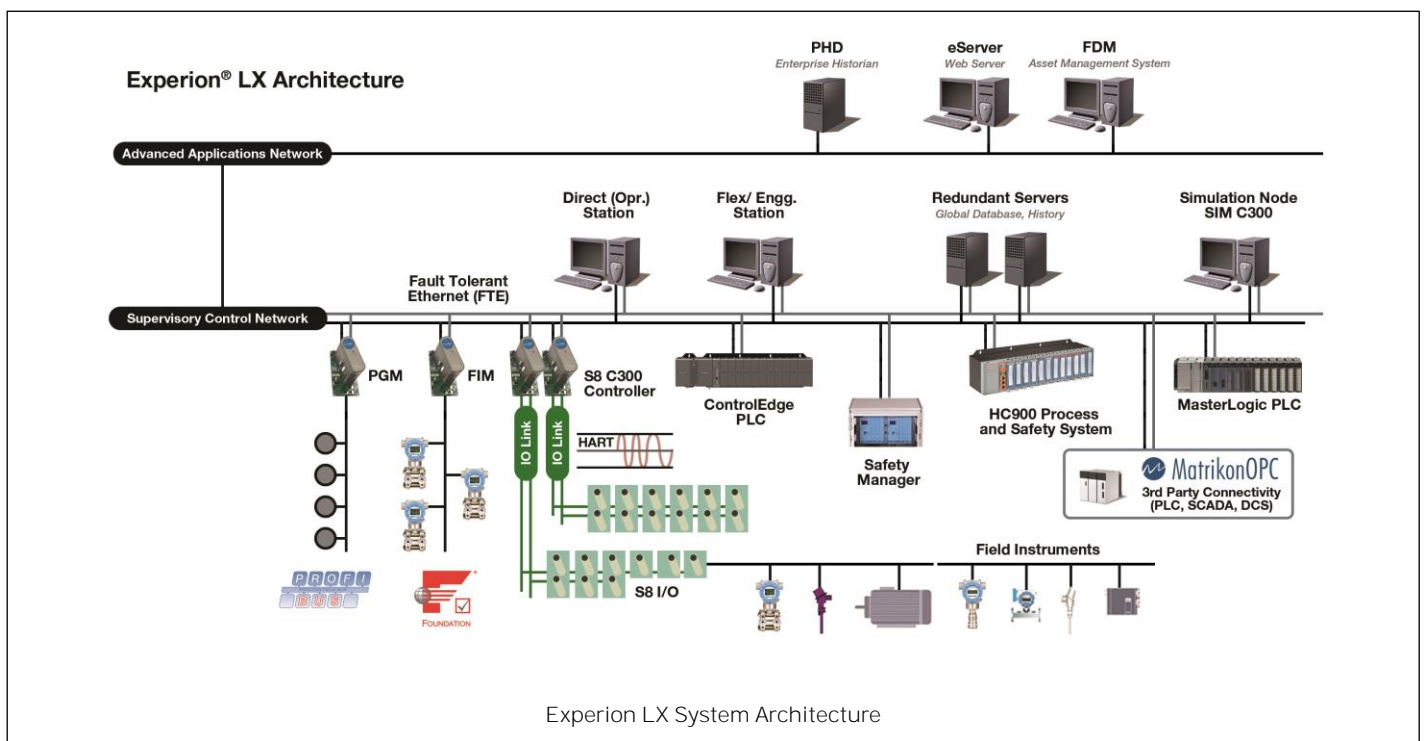 Experion® LX Architecture
PHD
Enterprise Historian
eServer
Web Server
FDM
Asset Management System
Advanced Applications Network
Direct (Opr.)
Station
Flex/ Engg.
Station
Redundant Servers
Global Database, History
Simulation Node
SIM C300
Fault Tolerant
Ethernet (FTE)
Supervisory Control Network
PGM
FIM
S8 C300
Controller
ControlEdge
PLC
Safety
Manager
HC900 Process
and Safety System
MasterLogic PLC
IO Link
IO Link
HART
MatrikonOPC
3rd Party Connectivity
(PLC, SCADA, DCS)
Field Instruments
S8 I/O
PROFI
BUS
FOUNDATION
Experion LX System Architecture